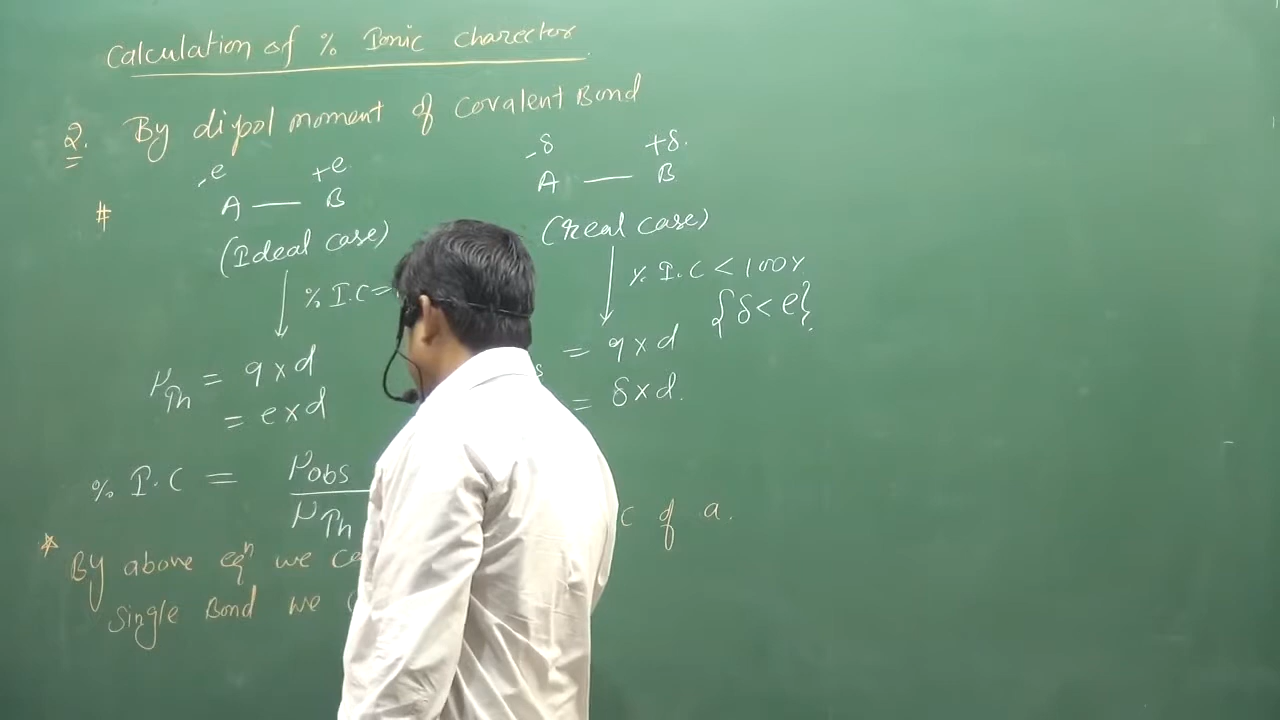 Calculation of % Ionic charector
2. By dipol moment of Covalent Bond
-e +e -δ +δ.
# A — B A — B
(Ideal case) (real case)
% I.C = % I.C < 100%
{δ < e}
μTh = q × d = q × d
= e × d = δ × d.
% I.C = μobs / μTh
* By above eqⁿ we C of a.
Single Bond we